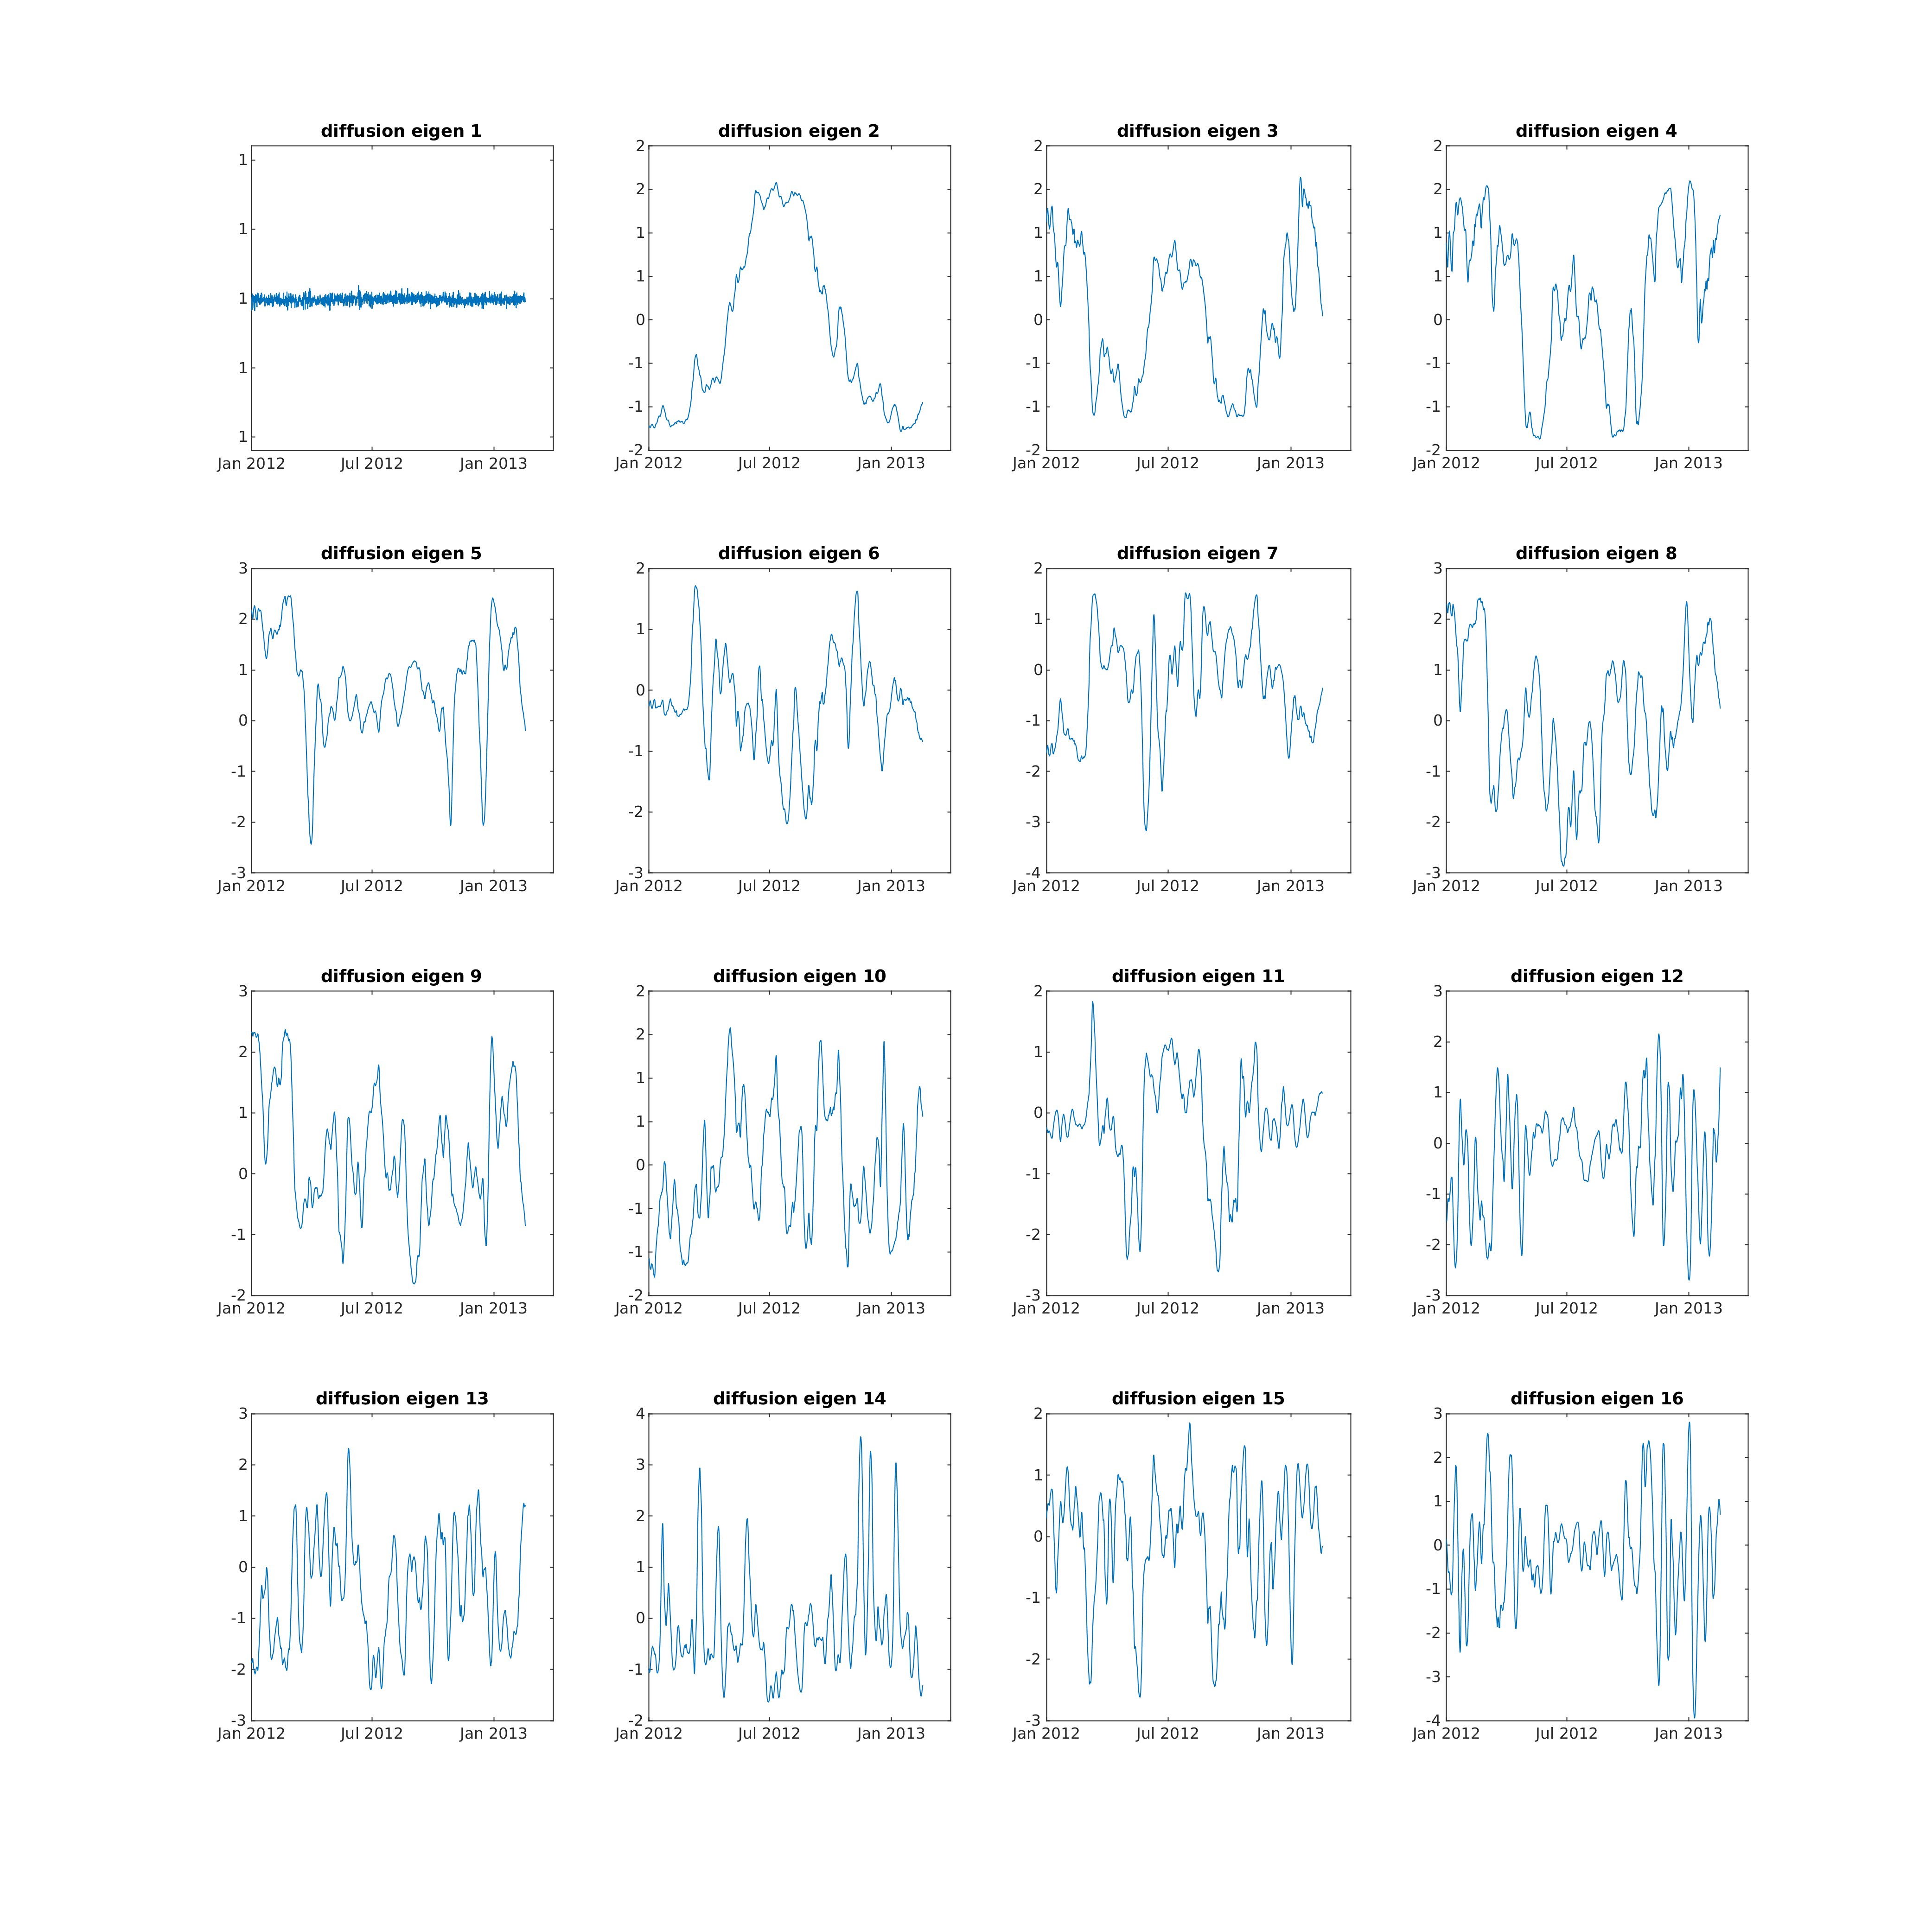 diffusion eigen 1 diffusion eigen 2 diffusion eigen 3 diffusion eigen 4
1 2 2 2
2 2 2
1 1 1 1
1 1 1
1 0 0 0
-1 -1 -1
1
1 -1 -1 -1
-2 -2 -2
Jan 2012 Jul 2012 Jan 2013 Jan 2012 Jul 2012 Jan 2013 Jan 2012 Jul 2012 Jan 2013 Jan 2012 Jul 2012 Jan 2013
diffusion eigen 5 diffusion eigen 6 diffusion eigen 7 diffusion eigen 8
3 2 2 3
2 1 1 2
1 0 1
0 0 -1 0
-1 -1 -2 -1
-2 -2 -3 -2
-3 -3 -4 -3
Jan 2012 Jul 2012 Jan 2013 Jan 2012 Jul 2012 Jan 2013 Jan 2012 Jul 2012 Jan 2013 Jan 2012 Jul 2012 Jan 2013
diffusion eigen 9 diffusion eigen 10 diffusion eigen 11 diffusion eigen 12
3 2 2 3
2 2 1 2
1 1 0 1
1
0 0 -1 0
-1 -1 -2 -1
-1 -2
-2 -2 -3 -3
Jan 2012 Jul 2012 Jan 2013 Jan 2012 Jul 2012 Jan 2013 Jan 2012 Jul 2012 Jan 2013 Jan 2012 Jul 2012 Jan 2013
diffusion eigen 13 diffusion eigen 14 diffusion eigen 15 diffusion eigen 16
3 4 2 3
2 3 1 2
1 2 0 1
0 1 0
-1 0 -1 -1
-2 -1 -2 -2
-3
-3 -2 -3 -4
Jan 2012 Jul 2012 Jan 2013 Jan 2012 Jul 2012 Jan 2013 Jan 2012 Jul 2012 Jan 2013 Jan 2012 Jul 2012 Jan 2013